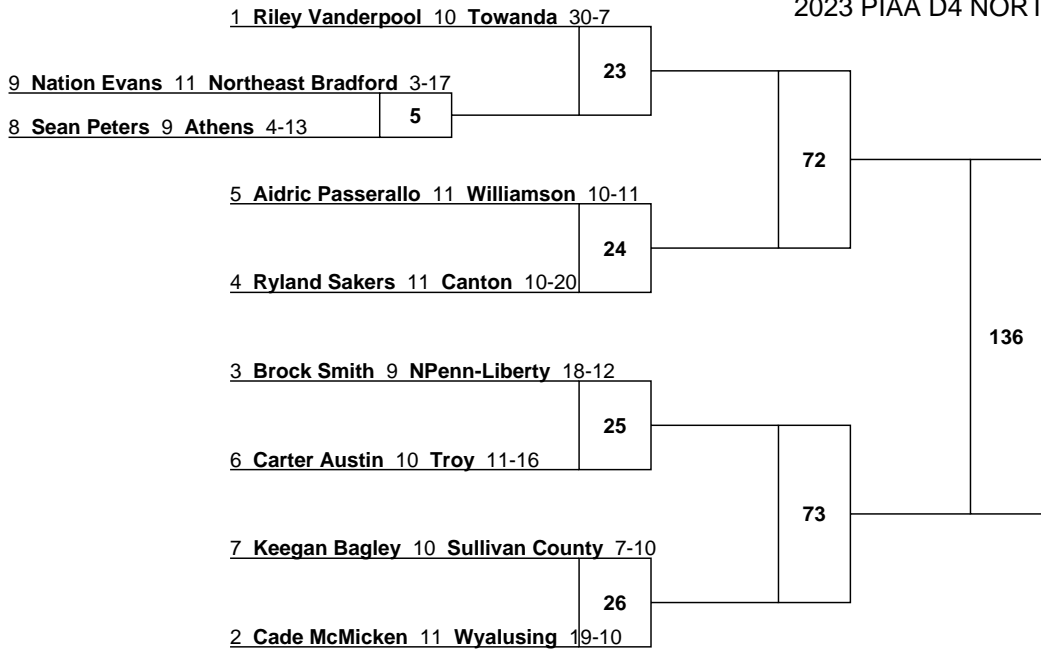 2023 PIAA D4 NORT
1 Riley Vanderpool 10 Towanda 30-7
23
9 Nation Evans 11 Northeast Bradford 3-17
5
8 Sean Peters 9 Athens 4-13
72
5 Aidric Passerallo 11 Williamson 10-11
24
4 Ryland Sakers 11 Canton 10-20
136
3 Brock Smith 9 NPenn-Liberty 18-12
25
6 Carter Austin 10 Troy 11-16
73
7 Keegan Bagley 10 Sullivan County 7-10
26
2 Cade McMicken 11 Wyalusing 19-10